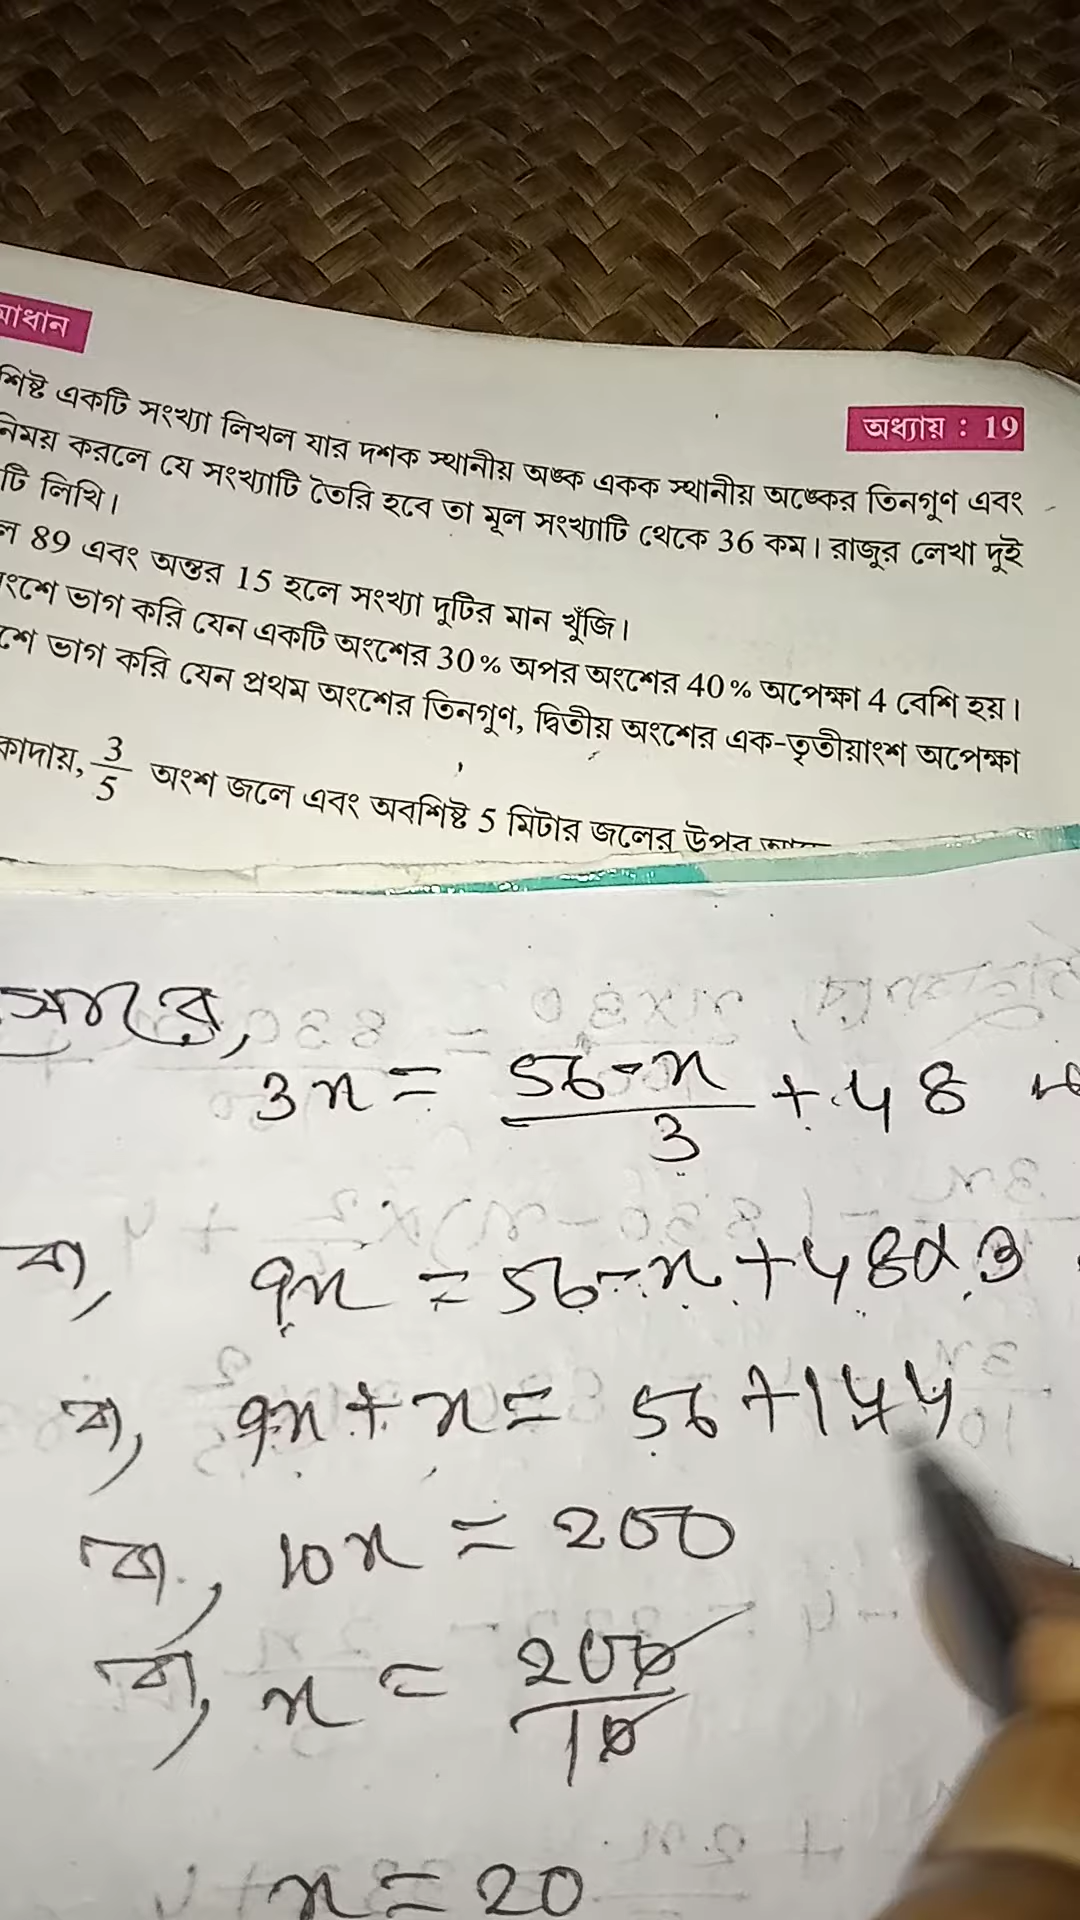 মাধান
অধ্যায় : 19
শিষ্ট একটি সংখ্যা লিখল যার দশক স্থানীয় অঙ্ক একক স্থানীয় অঙ্কের তিনগুণ এবং
নিময় করলে যে সংখ্যাটি তৈরি হবে তা মূল সংখ্যাটি থেকে 36 কম। রাজুর লেখা দুই
টি লিখি।
ল 89 এবং অন্তর 15 হলে সংখ্যা দুটির মান খুঁজি।
ংশে ভাগ করি যেন একটি অংশের 30% অপর অংশের 40% অপেক্ষা 4 বেশি হয়।
শে ভাগ করি যেন প্রথম অংশের তিনগুণ, দ্বিতীয় অংশের এক-তৃতীয়াংশ অপেক্ষা
কাদায়, 3/5 অংশ জলে এবং অবশিষ্ট 5 মিটার জলের উপর
সারে,
3x = (56-x)/3 + 48
বা, 9x = 56-x+48×3
বা, 9x + x = 56+144
বা, 10x = 200
বা, x = 200/10
x = 20